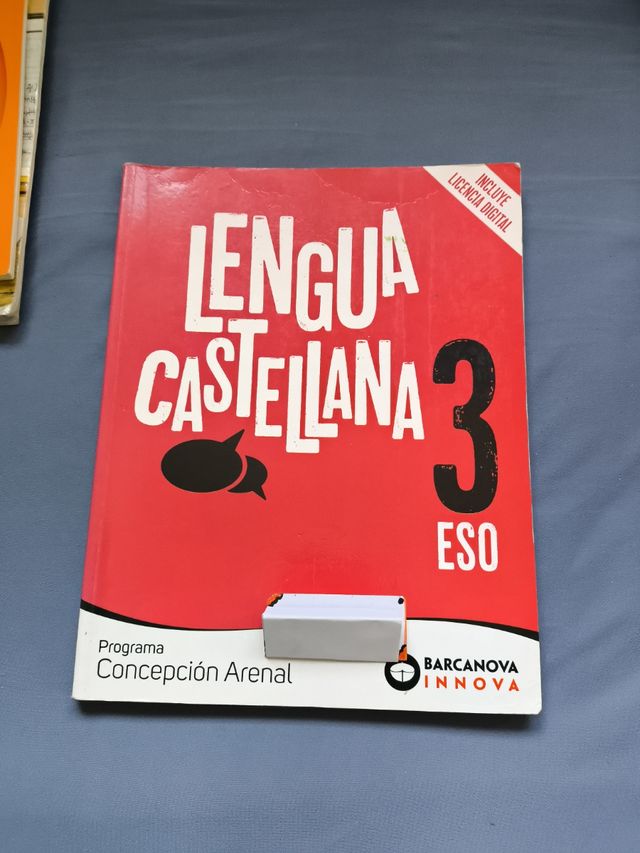 INCLUYE
LICENCIA DIGITAL
LENGUA
CASTELLANA
3
ESO
Programa
Concepción Arenal
BARCANOVA
INNOVA